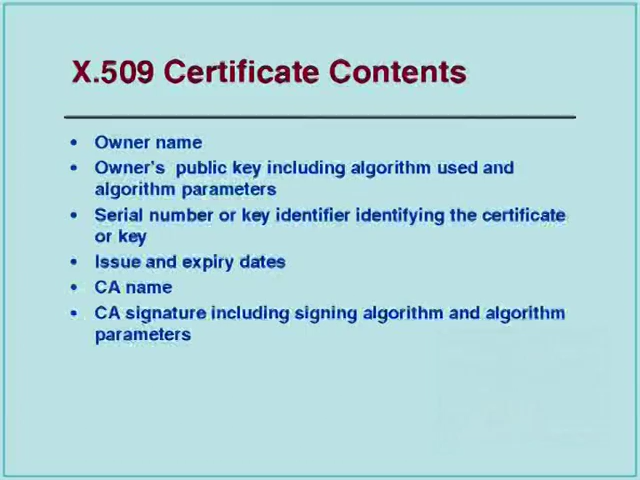 X.509 Certificate Contents
• Owner name
• Owner's public key including algorithm used and
algorithm parameters
• Serial number or key identifier identifying the certificate
or key
• Issue and expiry dates
• CA name
• CA signature including signing algorithm and algorithm
parameters